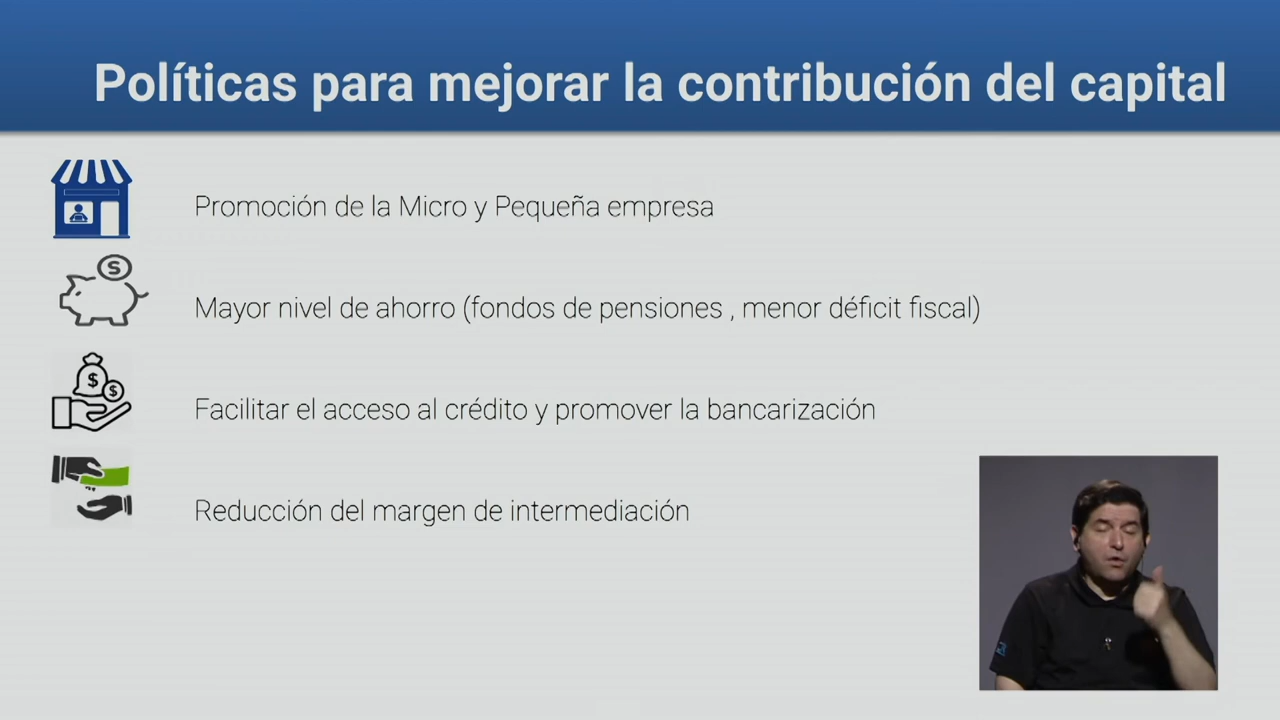 Políticas para mejorar la contribución del capital
Promoción de la Micro y Pequeña empresa
S
Mayor nivel de ahorro (fondos de pensiones , menor déficit fiscal)
$
$
Facilitar el acceso al crédito y promover la bancarización
Reducción del margen de intermediación